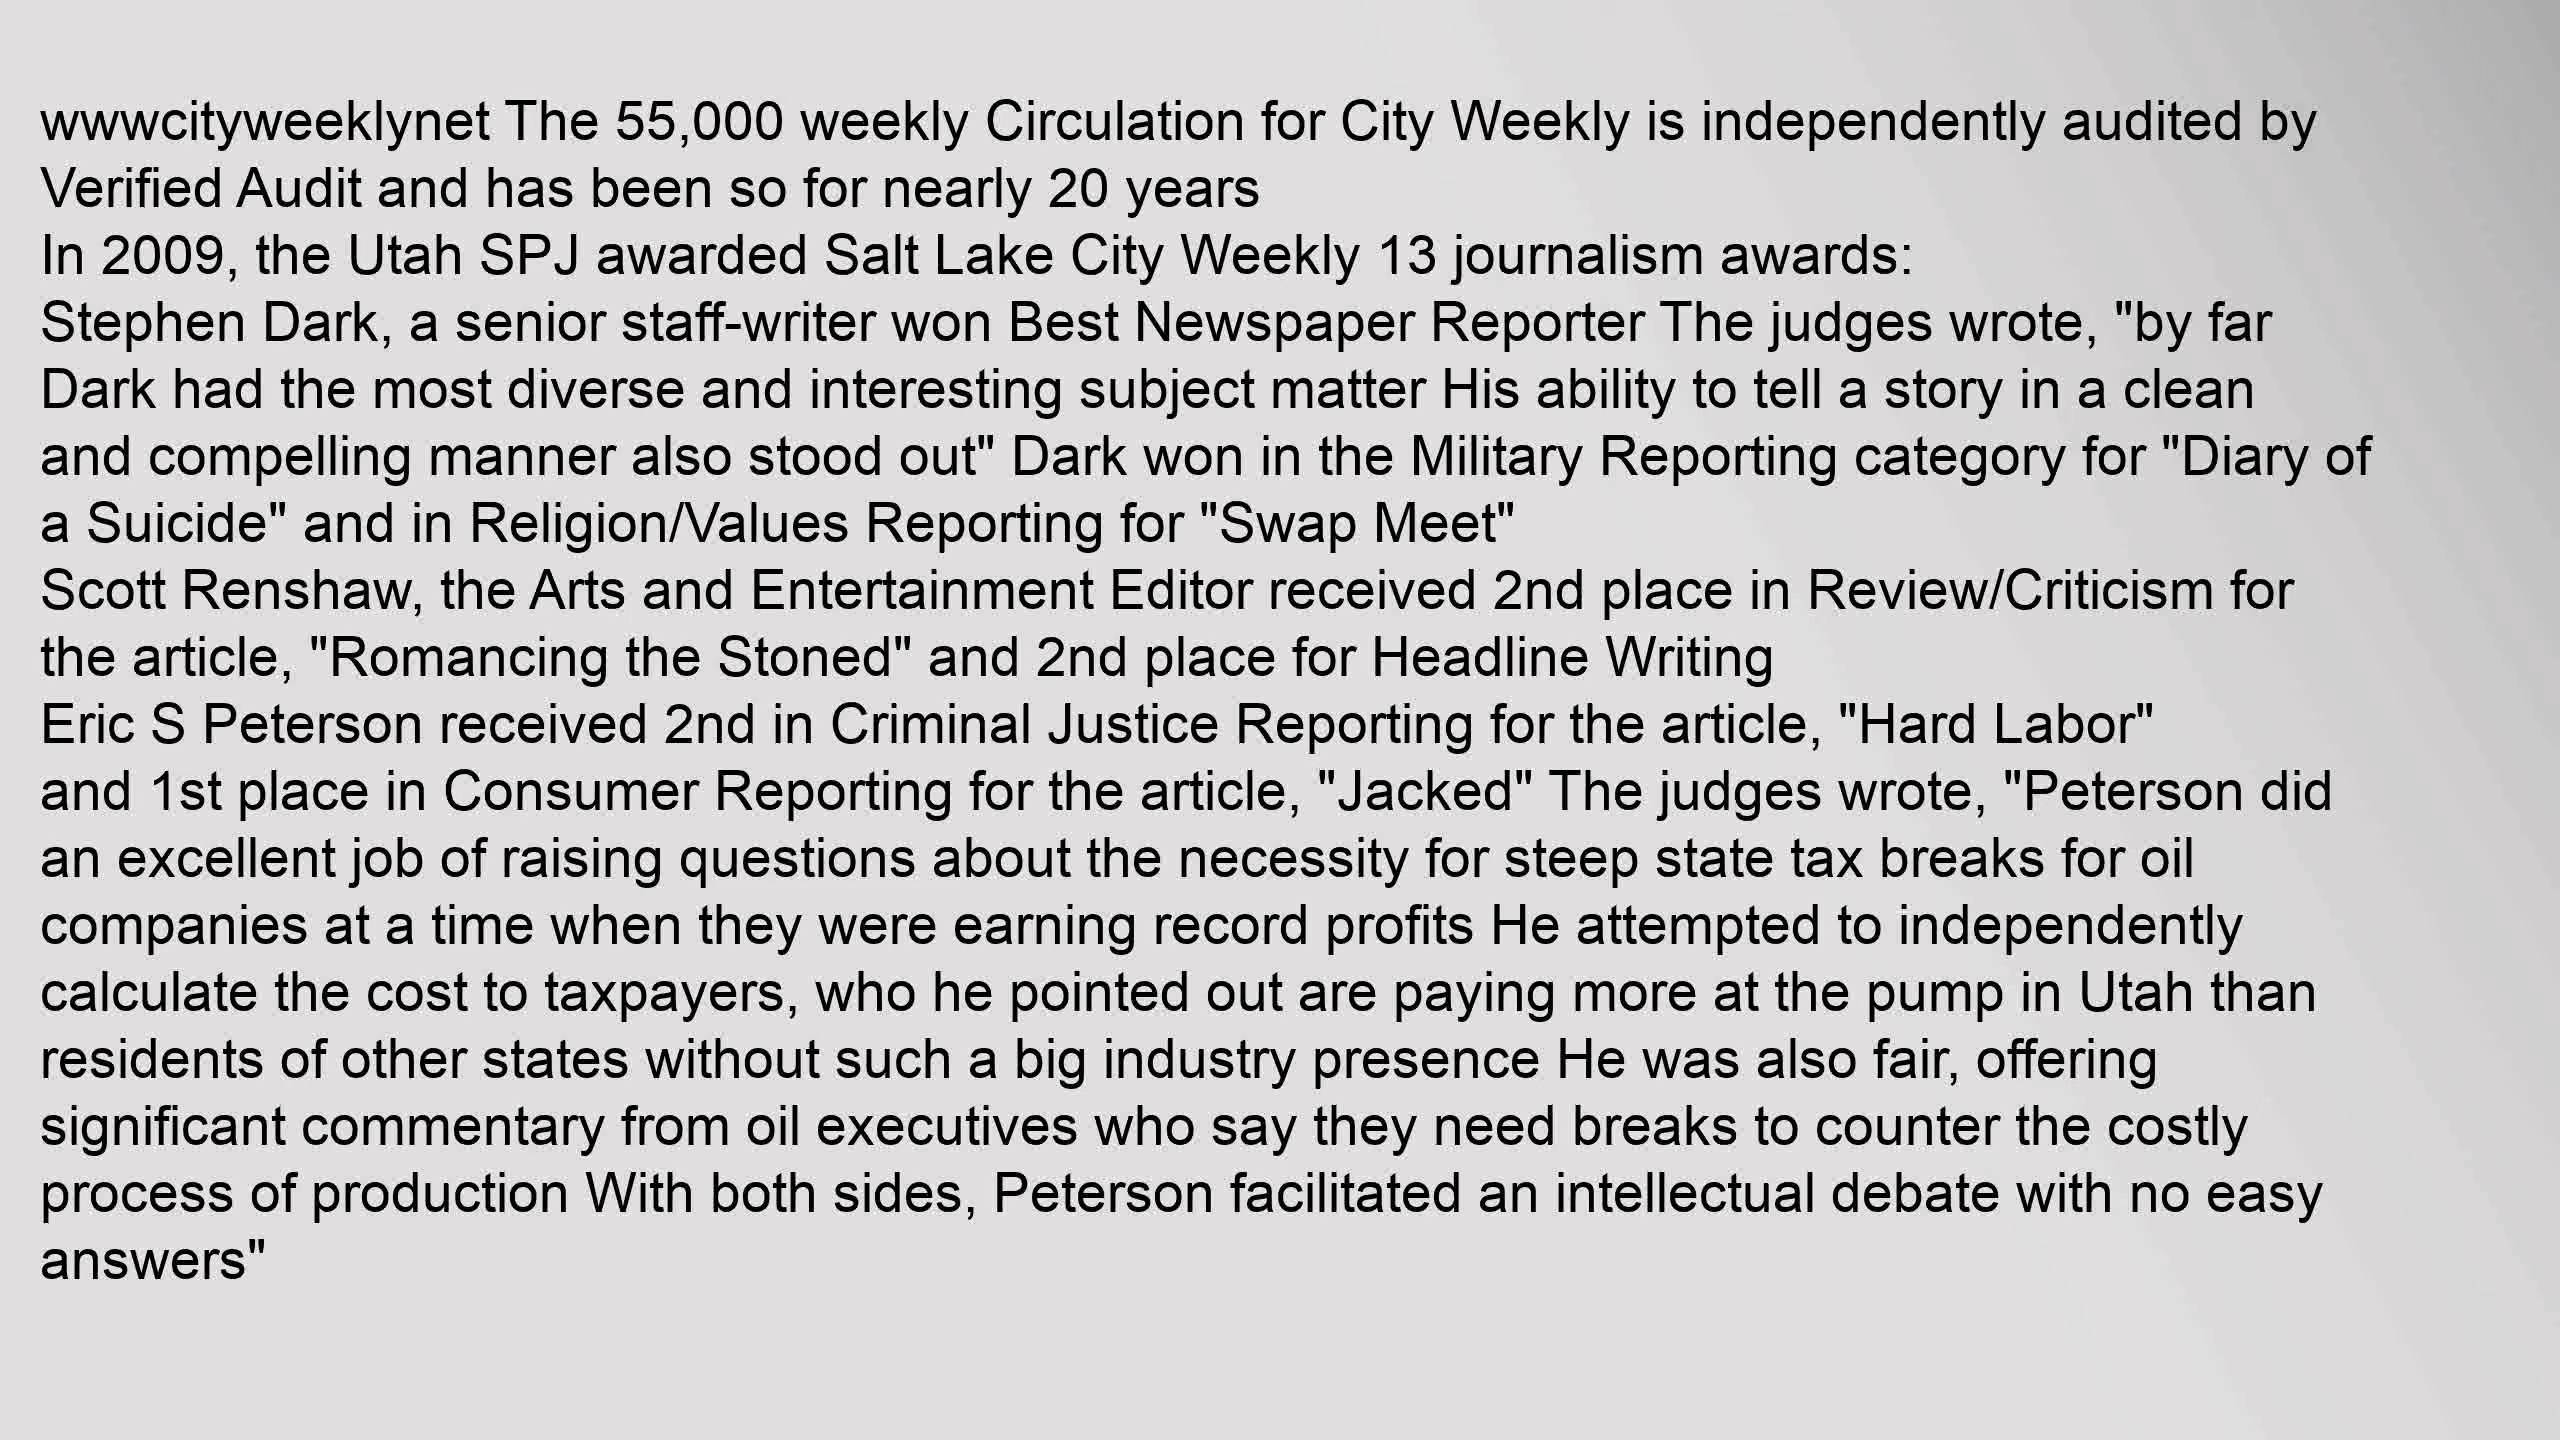 wwwcityweeklynet The 55,000 weekly Circulation for City Weekly is independently audited by
Verified Audit and has been so for nearly 20 years
In 2009, the Utah SPJ awarded Salt Lake City Weekly 13 journalism awards:
Stephen Dark, a senior staff-writer won Best Newspaper Reporter The judges wrote, "by far
Dark had the most diverse and interesting subject matter His ability to tell a story in a clean
and compelling manner also stood out" Dark won in the Military Reporting category for "Diary of
a Suicide" and in Religion/Values Reporting for "Swap Meet"
Scott Renshaw, the Arts and Entertainment Editor received 2nd place in Review/Criticism for
the article, "Romancing the Stoned" and 2nd place for Headline Writing
Eric S Peterson received 2nd in Criminal Justice Reporting for the article, "Hard Labor"
and 1st place in Consumer Reporting for the article, "Jacked" The judges wrote, "Peterson did
an excellent job of raising questions about the necessity for steep state tax breaks for oil
companies at a time when they were earning record profits He attempted to independently
calculate the cost to taxpayers, who he pointed out are paying more at the pump in Utah than
residents of other states without such a big industry presence He was also fair, offering
significant commentary from oil executives who say they need breaks to counter the costly
process of production With both sides, Peterson facilitated an intellectual debate with no easy
answers"